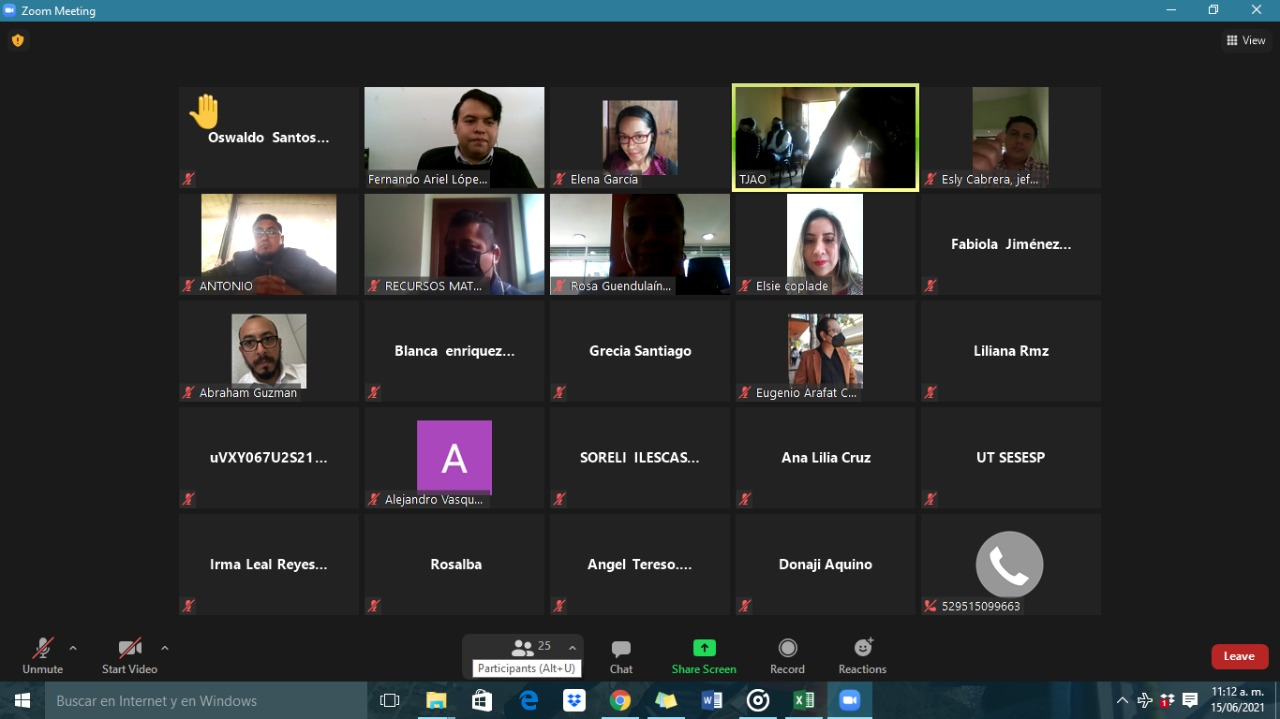 Zoom Meeting
View
Oswaldo Santos...
Fernando Ariel Lópe...
Elena García
TJAO
Esly Cabrera, jef...
ANTONIO
RECURSOS MAT...
Rosa Guendulaín...
Elsie coplade
Fabiola Jiménez...
Abraham Guzman
Blanca enriquez...
Grecia Santiago
Eugenio Arafat C...
Liliana Rmz
uVXY067U2S21...
A
Alejandro Vasqu...
SORELI ILESCAS...
Ana Lilia Cruz
UT SESESP
Irma Leal Reyes...
Rosalba
Angel Tereso....
Donaji Aquino
529515099663
Unmute
Start Video
25
Participants (Alt+U)
Chat
Share Screen
Record
Reactions
Leave
Buscar en Internet y en Windows
1
11:12 a. m.
15/06/2021